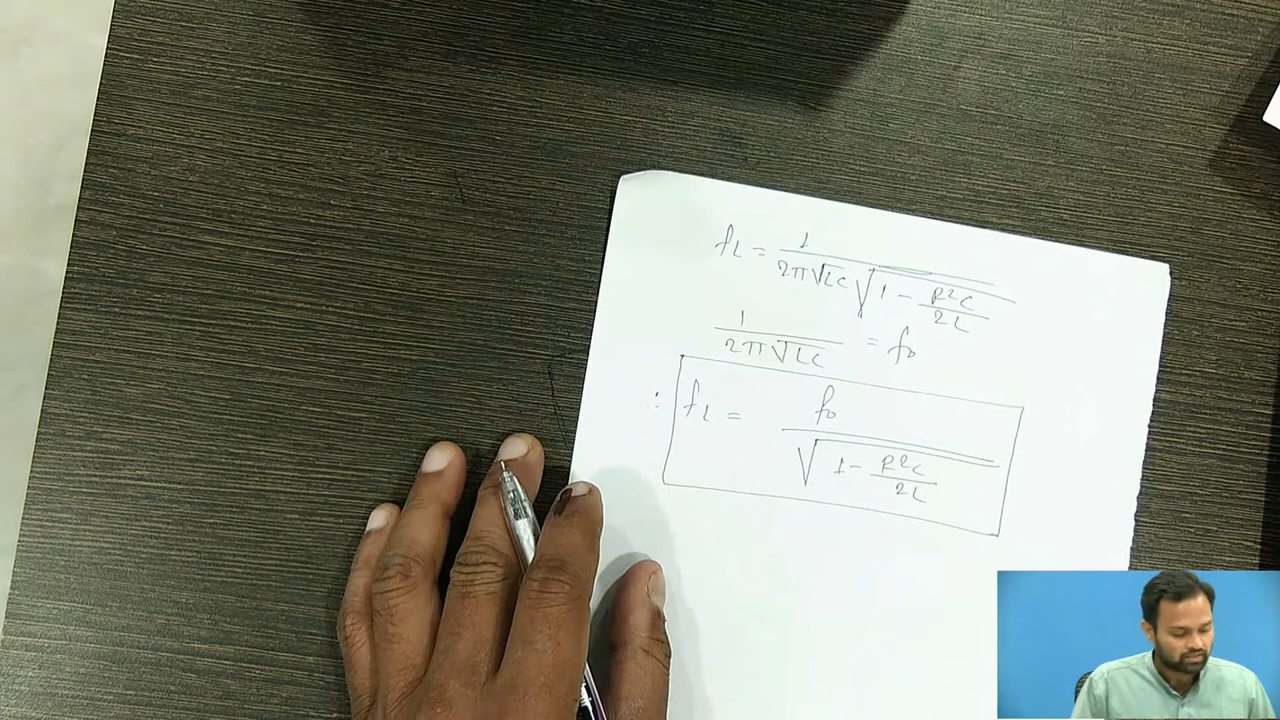 fL = 1 / 2π√LC √1 - R²C / 2L
1 / 2π√LC = f0
: fL = f0 / √1 - R²C / 2L